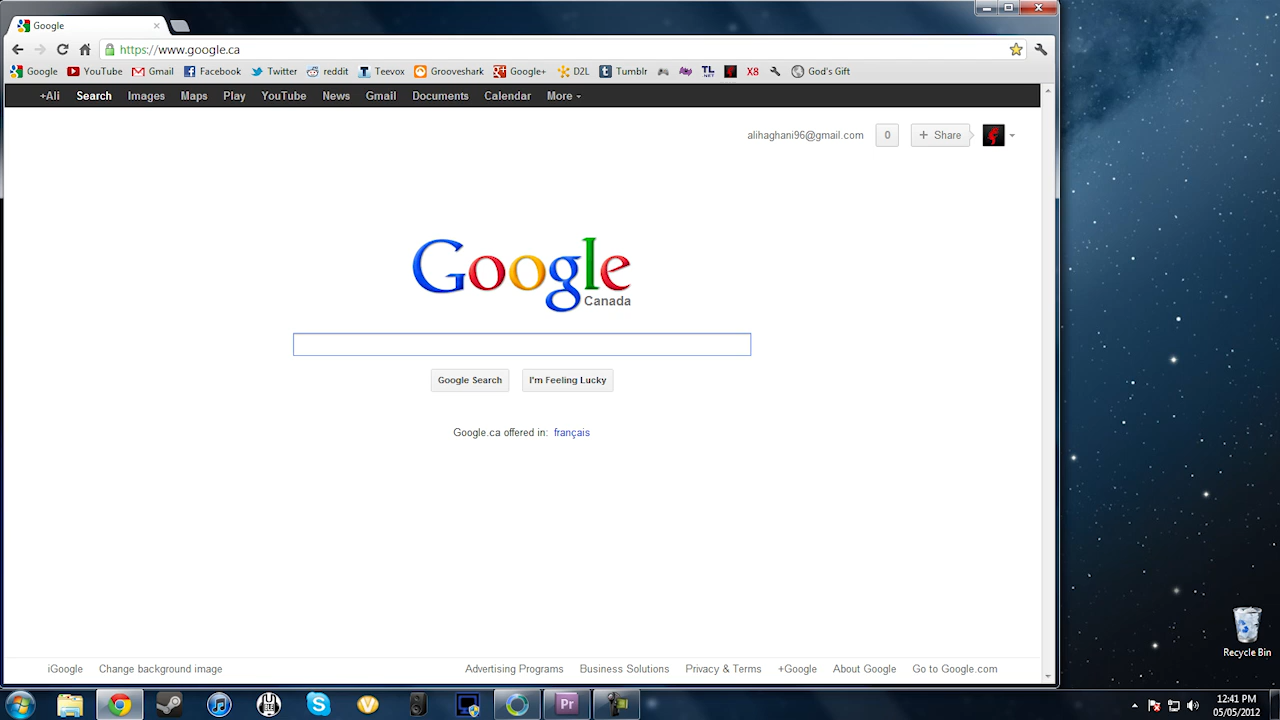 Google
https://www.google.ca
Google YouTube Gmail Facebook Twitter reddit Teevox Grooveshark Google+ D2L Tumblr TL NET X8 God's Gift
+Ali Search Images Maps Play YouTube News Gmail Documents Calendar More
alihaghani96@gmail.com 0 + Share
Google
Canada
Google Search I'm Feeling Lucky
Google.ca offered in: français
iGoogle Change background image Advertising Programs Business Solutions Privacy & Terms +Google About Google Go to Google.com
Recycle Bin
Pr
12:41 PM
05/05/2012